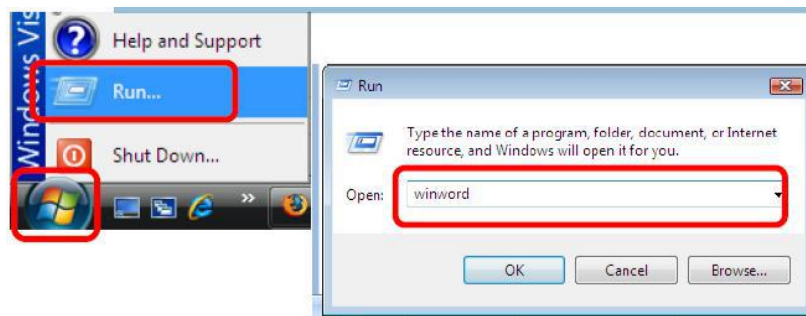 Windows Vis
Help and Support
Run...
Shut Down...
»
Run
Type the name of a program, folder, document, or Internet
resource, and Windows will open it for you.
Open:
winword
OK
Cancel
Browse...